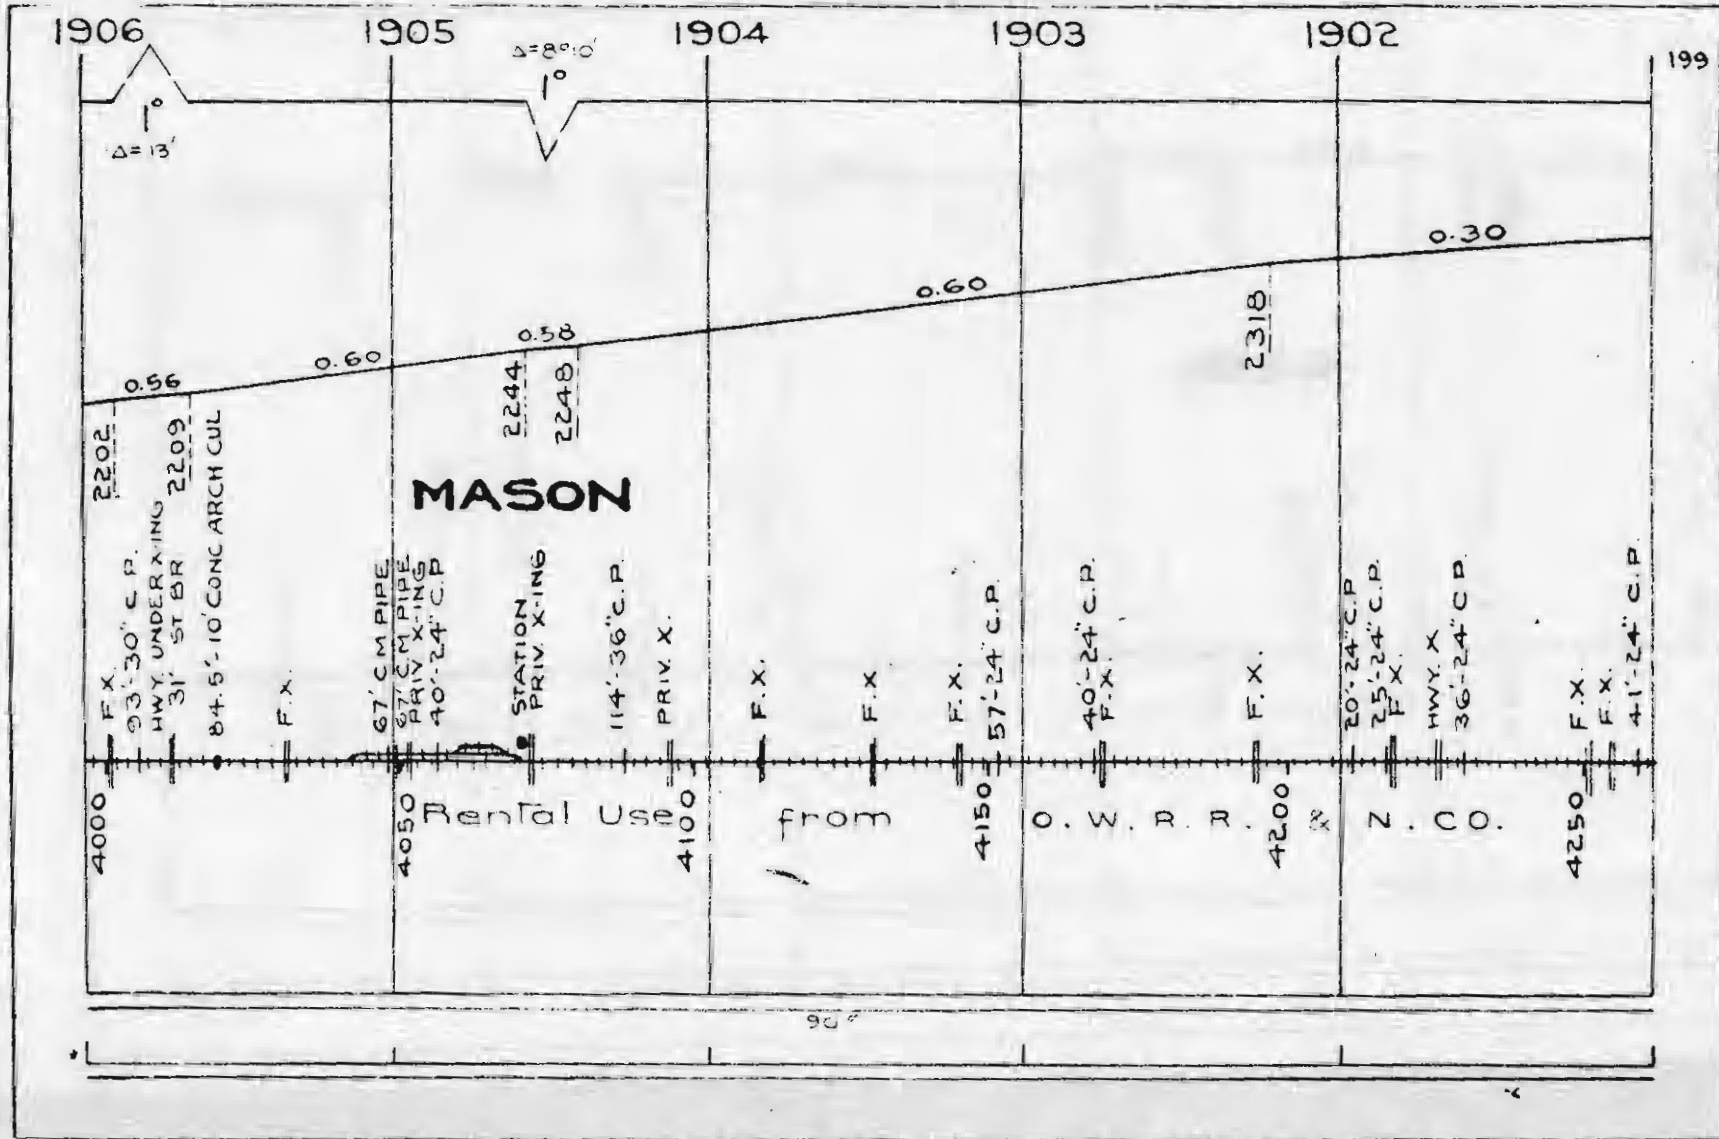 1906
1905
1904
1903
1902
199
Δ=8°10'
1°
1°
Δ=13'
0.56
0.60
0.58
0.60
0.30
2202
2209
2244
2248
2318
MASON
F.X.
93'-30" C.P.
HWY. UNDER X-ING
31' ST BR
84.5'-10' CONC ARCH CUL
F.X.
67' C M PIPE
67' C.M PIPE
PRIV. X-ING
40'-24" C.P
STATION
PRIV. X-ING
114'-36" C.P.
PRIV. X.
F.X.
F.X.
F.X.
57'-24" C.P.
40'-24" C.P.
F.X.
F.X.
20'-24" C.P
25'-24" C.P.
F.X.
HWY. X
36'-24" C.P.
F.X.
F.X.
41'-24" C.P.
4000
4050
4100
4150
4200
4250
Rental Use from O.W.R.R. & N.CO.
90#